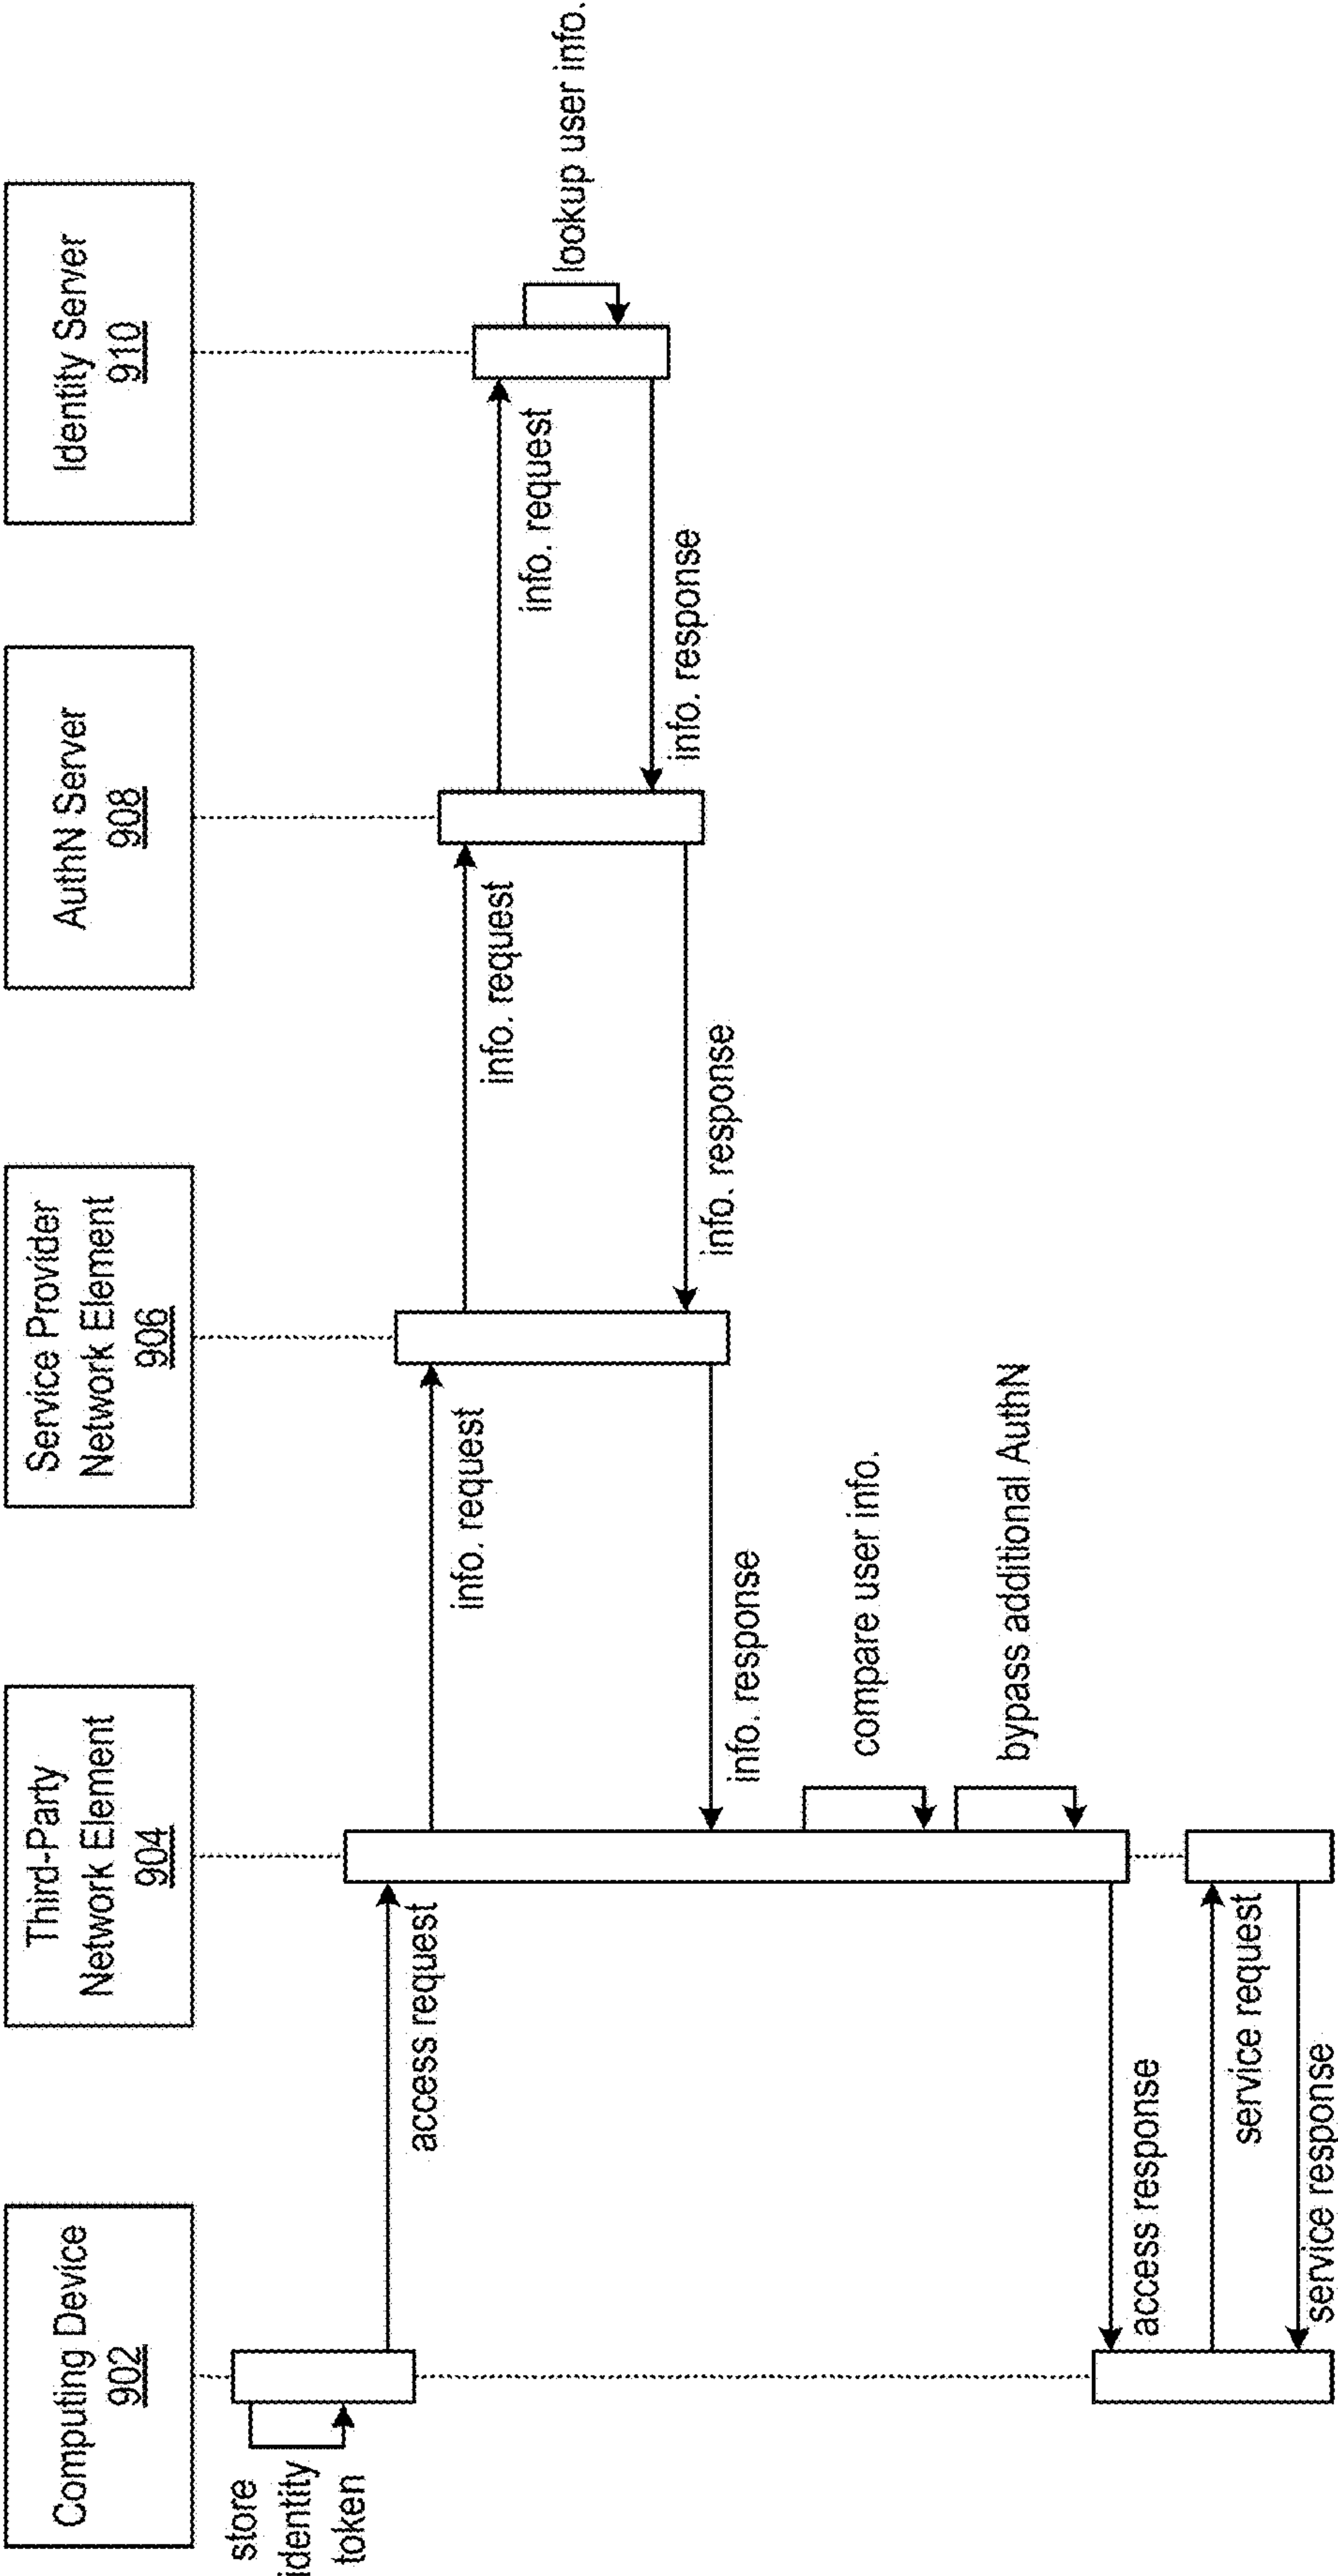 Computing Device
902
Third-Party
Network Element
904
Service Provider
Network Element
906
AuthN Server
908
Identity Server
910
store
identity
token
access request
info. request
info. request
info. request
lookup user info.
info. response
info. response
info. response
compare user info.
bypass additional AuthN
access response
service request
service response